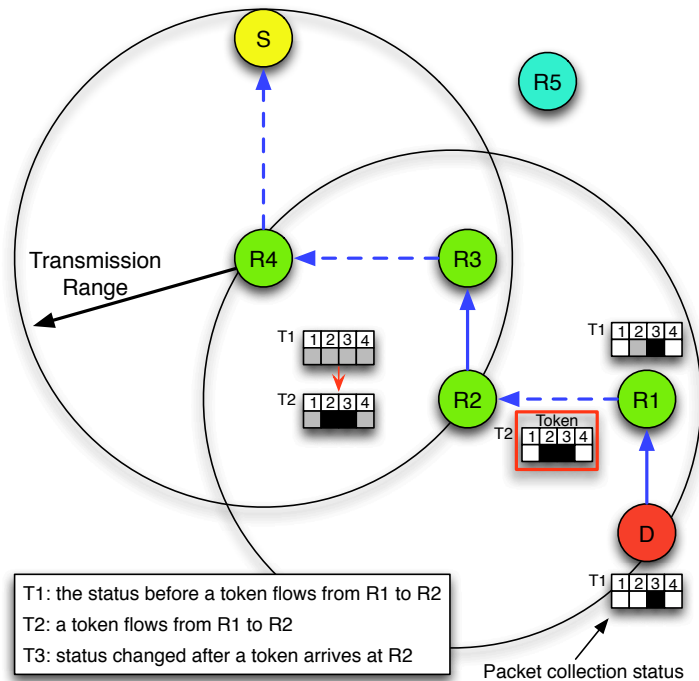 S
R5
R4
R3
Transmission
Range
T1
1 2 3 4
T1
1 2 3 4
T2
1 2 3 4
R2
R1
Token
T2
1 2 3 4
D
T1
1 2 3 4
T1: the status before a token flows from R1 to R2
T2: a token flows from R1 to R2
T3: status changed after a token arrives at R2
Packet collection status